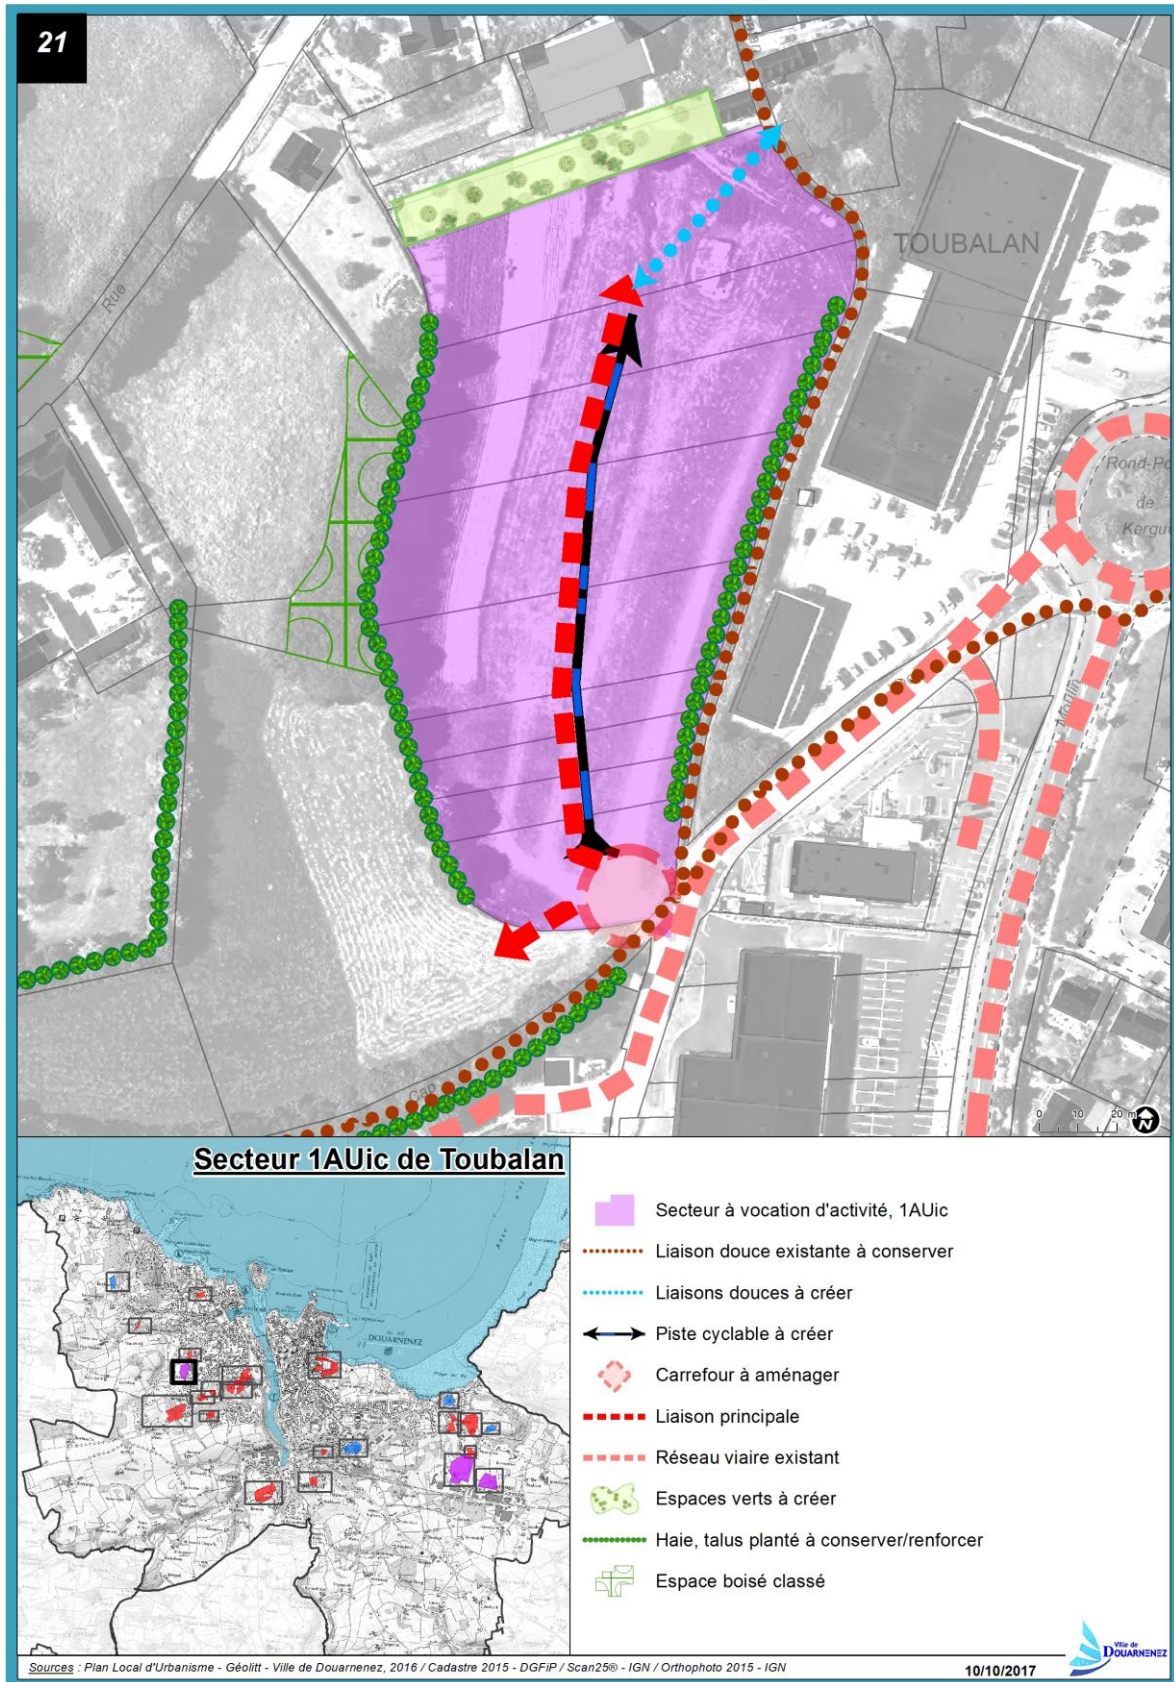 21
TOUBALAN
Rue
Rond-Po
de
Kergu
Moulin
Cap
0 10 20 m
N
Secteur 1AUic de Toubalan
DOUARNENEZ
Secteur à vocation d'activité, 1AUic
Liaison douce existante à conserver
Liaisons douces à créer
Piste cyclable à créer
Carrefour à aménager
Liaison principale
Réseau viaire existant
Espaces verts à créer
Haie, talus planté à conserver/renforcer
Espace boisé classé
Sources : Plan Local d'Urbanisme - Géolitt - Ville de Douarnenez, 2016 / Cadastre 2015 - DGFiP / Scan25® - IGN / Orthophoto 2015 - IGN
10/10/2017
Ville de
DOUARNENEZ